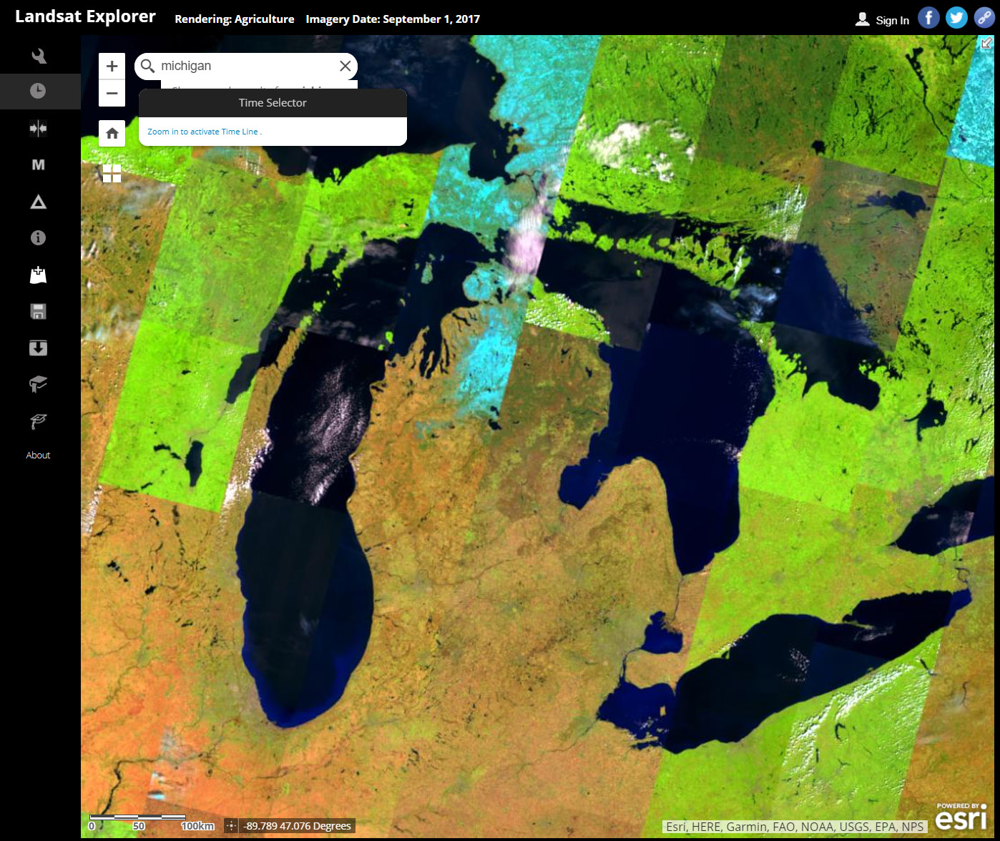 Landsat Explorer
Rendering: Agriculture Imagery Date: September 1, 2017
Sign In
michigan
Time Selector
Zoom in to activate Time Line .
M
About
0 50 100km
-89.789 47.076 Degrees
Esri, HERE, Garmin, FAO, NOAA, USGS, EPA, NPS
POWERED BY
esri